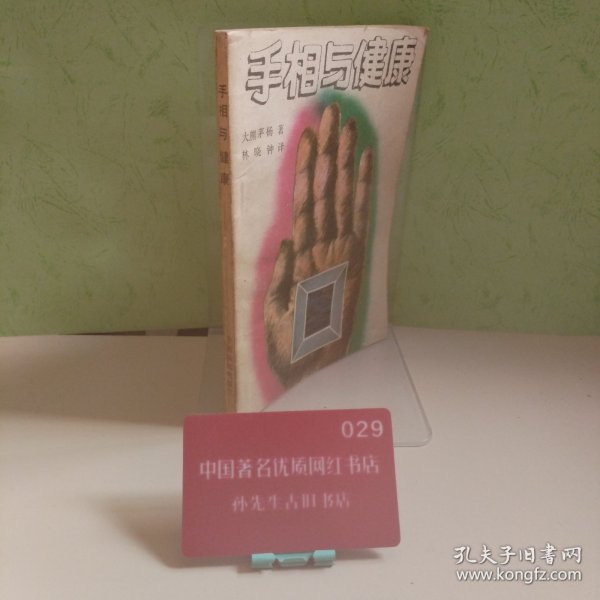 手相与健康
大棚茅杨 著
林晓钟 译
手相与健康
029
中国著名优质网红书店
孙先生古旧书店
孔夫子旧书网
www.kongfz.com